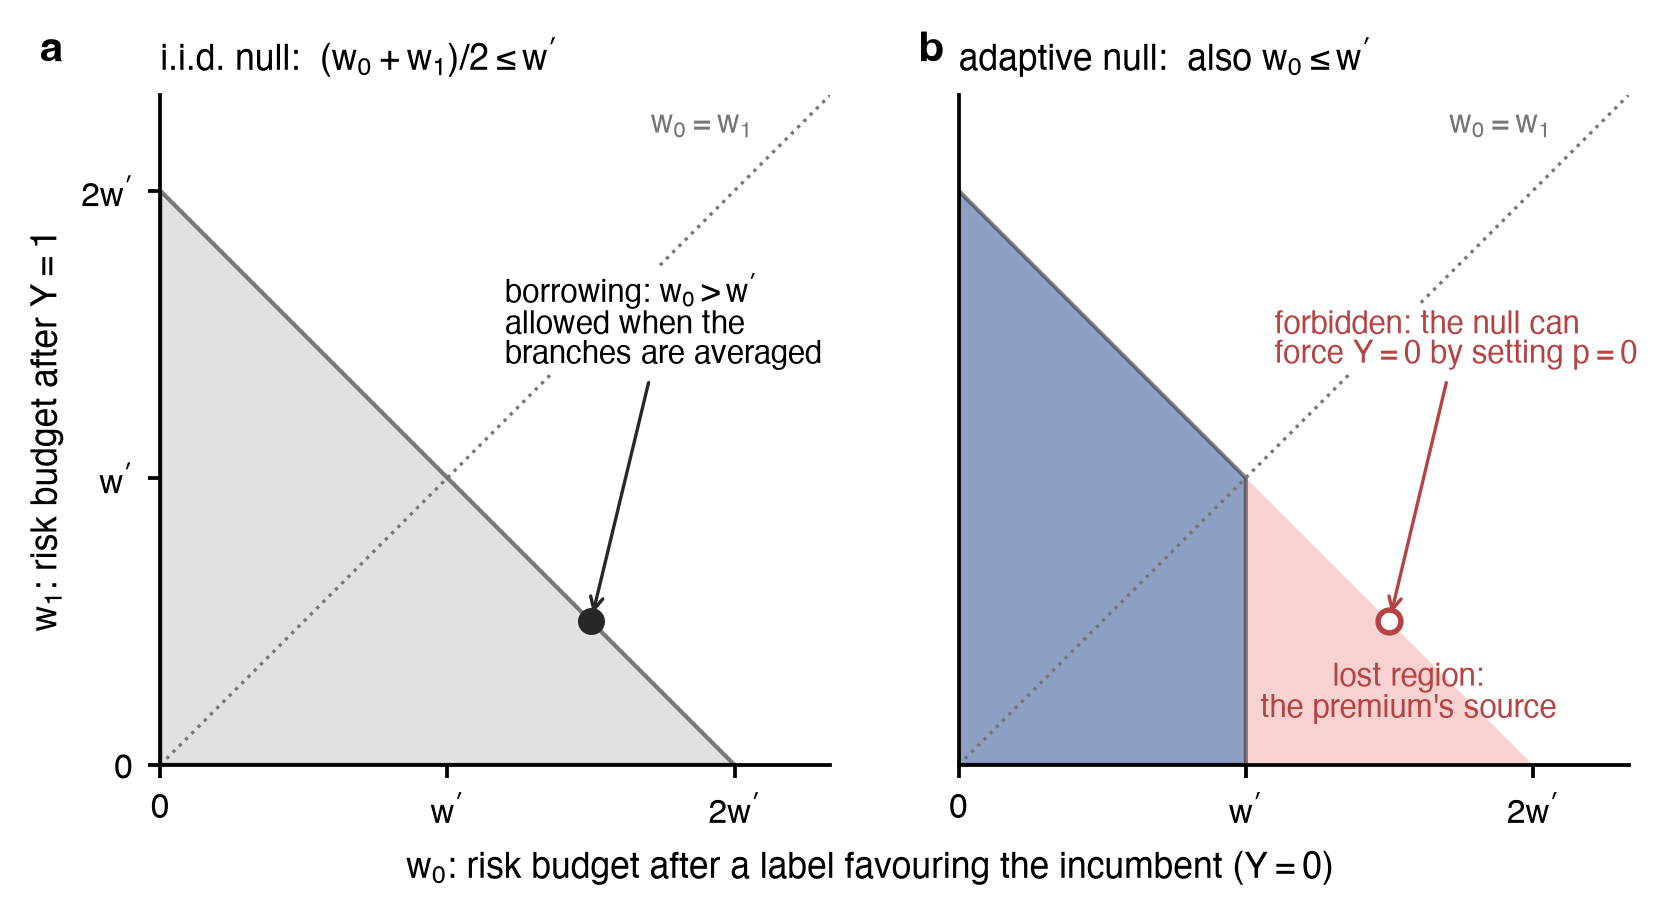 a
i.i.d. null: (w₀ + w₁)/2 ≤ w′
w₀ = w₁
2w′
borrowing: w₀ > w′
allowed when the
branches are averaged
w′
0
0
w′
2w′
w₁: risk budget after Y = 1
b
adaptive null: also w₀ ≤ w′
w₀ = w₁
forbidden: the null can
force Y = 0 by setting p = 0
lost region:
the premium's source
0
w′
2w′
w₀: risk budget after a label favouring the incumbent (Y = 0)